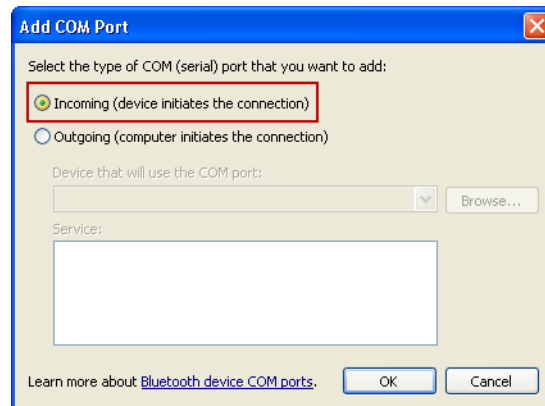 Add COM Port
Select the type of COM (serial) port that you want to add:
Incoming (device initiates the connection)
Outgoing (computer initiates the connection)
Device that will use the COM port:
Browse...
Service:
Learn more about Bluetooth device COM ports.
OK
Cancel